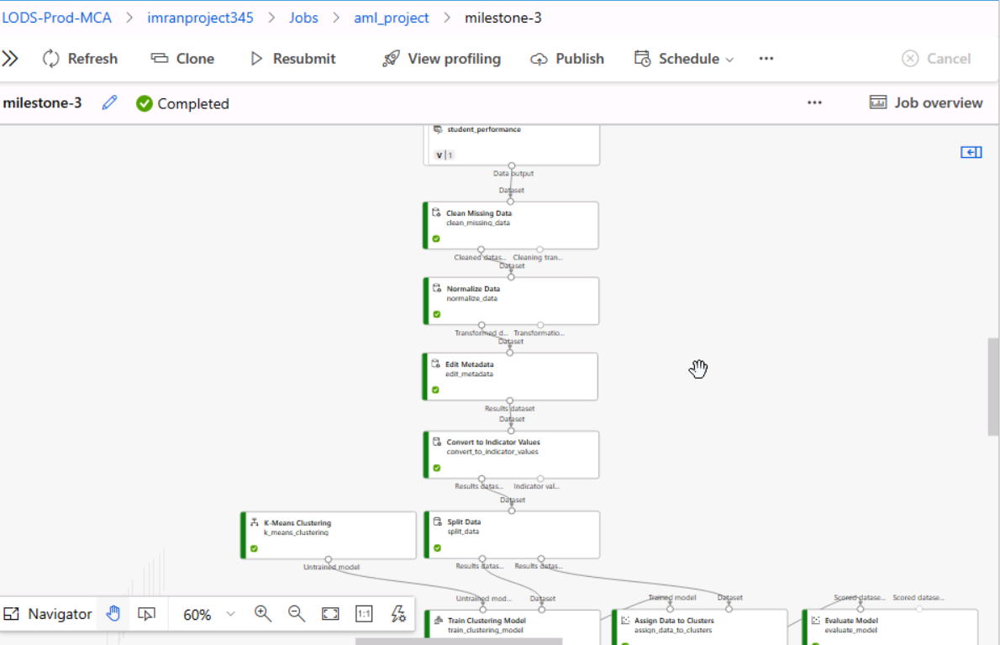 LODS-Prod-MCA > imranproject345 > Jobs > aml_project > milestone-3
Refresh Clone Resubmit View profiling Publish Schedule ... Cancel
milestone-3 Completed ... Job overview
student_performance
v | 1
Data output
Dataset
Clean Missing Data
clean_missing_data
Cleaned datas... Cleaning tran...
Dataset
Normalize Data
normalize_data
Transformed d... Transformatio...
Dataset
Edit Metadata
edit_metadata
Results dataset
Dataset
Convert to Indicator Values
convert_to_indicator_values
Results datas... Indicator val...
Dataset
K-Means Clustering
k_means_clustering
Untrained model
Split Data
split_data
Results datas... Results datas...
Untrained mod... Dataset
Trained model Dataset
Scored datase... Scored datase...
Train Clustering Model
train_clustering_model
Assign Data to Clusters
assign_data_to_clusters
Evaluate Model
evaluate_model
Navigator 60% 1:1